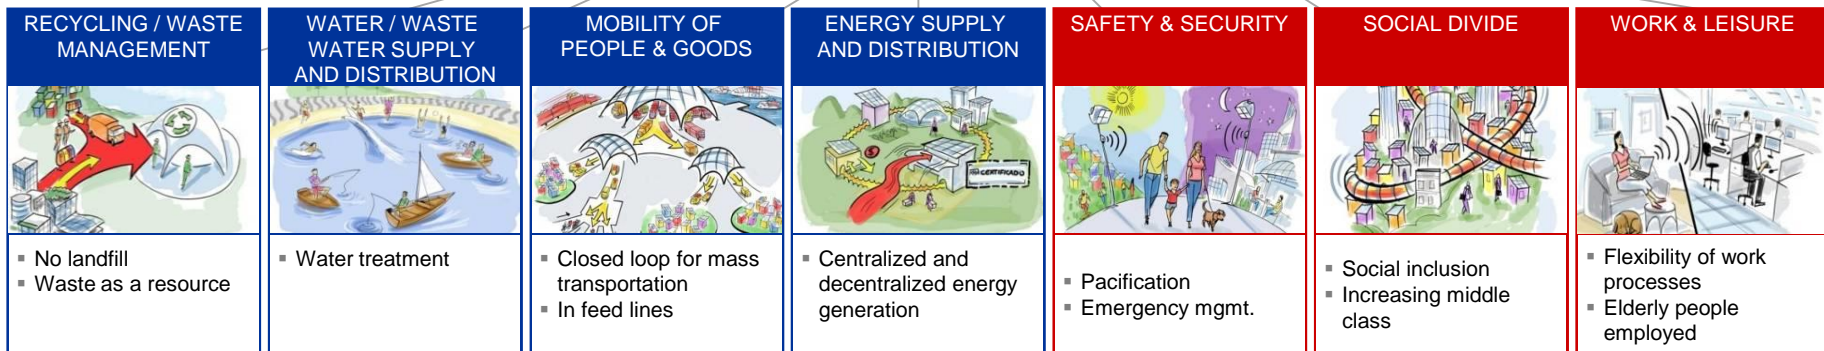 RECYCLING / WASTE
MANAGEMENT
▪ No landfill
▪ Waste as a resource
WATER / WASTE
WATER SUPPLY
AND DISTRIBUTION
▪ Water treatment
MOBILITY OF
PEOPLE & GOODS
▪ Closed loop for mass
transportation
▪ In feed lines
ENERGY SUPPLY
AND DISTRIBUTION
CERTIFICADO
▪ Centralized and
decentralized energy
generation
SAFETY & SECURITY
▪ Pacification
▪ Emergency mgmt.
SOCIAL DIVIDE
▪ Social inclusion
▪ Increasing middle
class
WORK & LEISURE
▪ Flexibility of work
processes
▪ Elderly people
employed